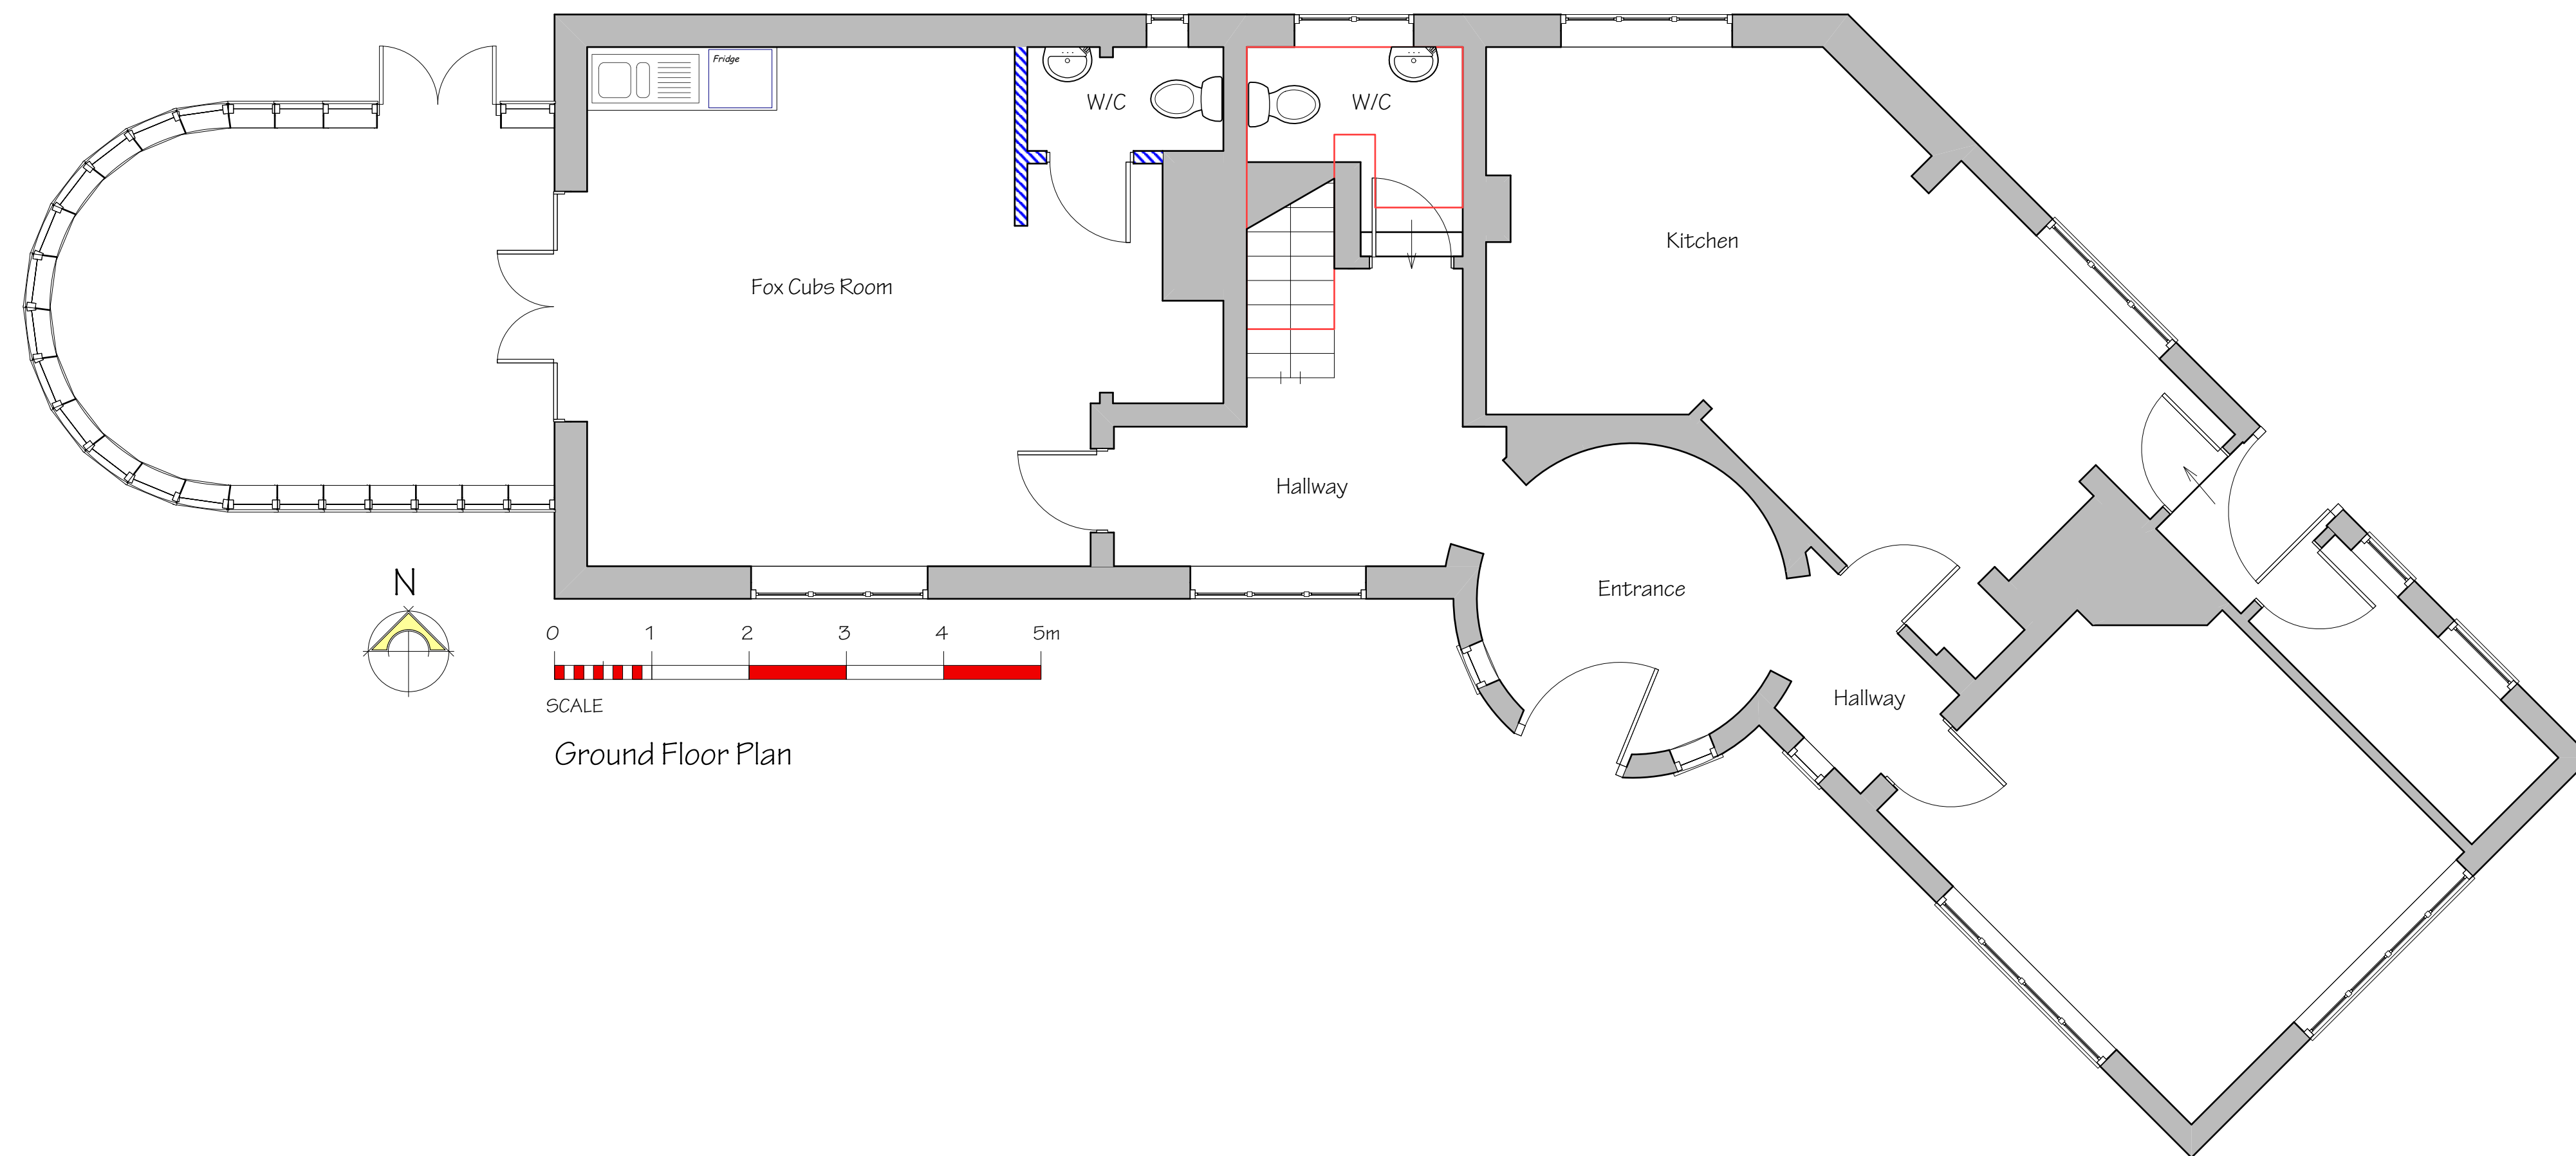 Fridge
W/C
W/C
Kitchen
Fox Cubs Room
Hallway
Entrance
N
0 1 2 3 4 5m
SCALE
Hallway
Ground Floor Plan